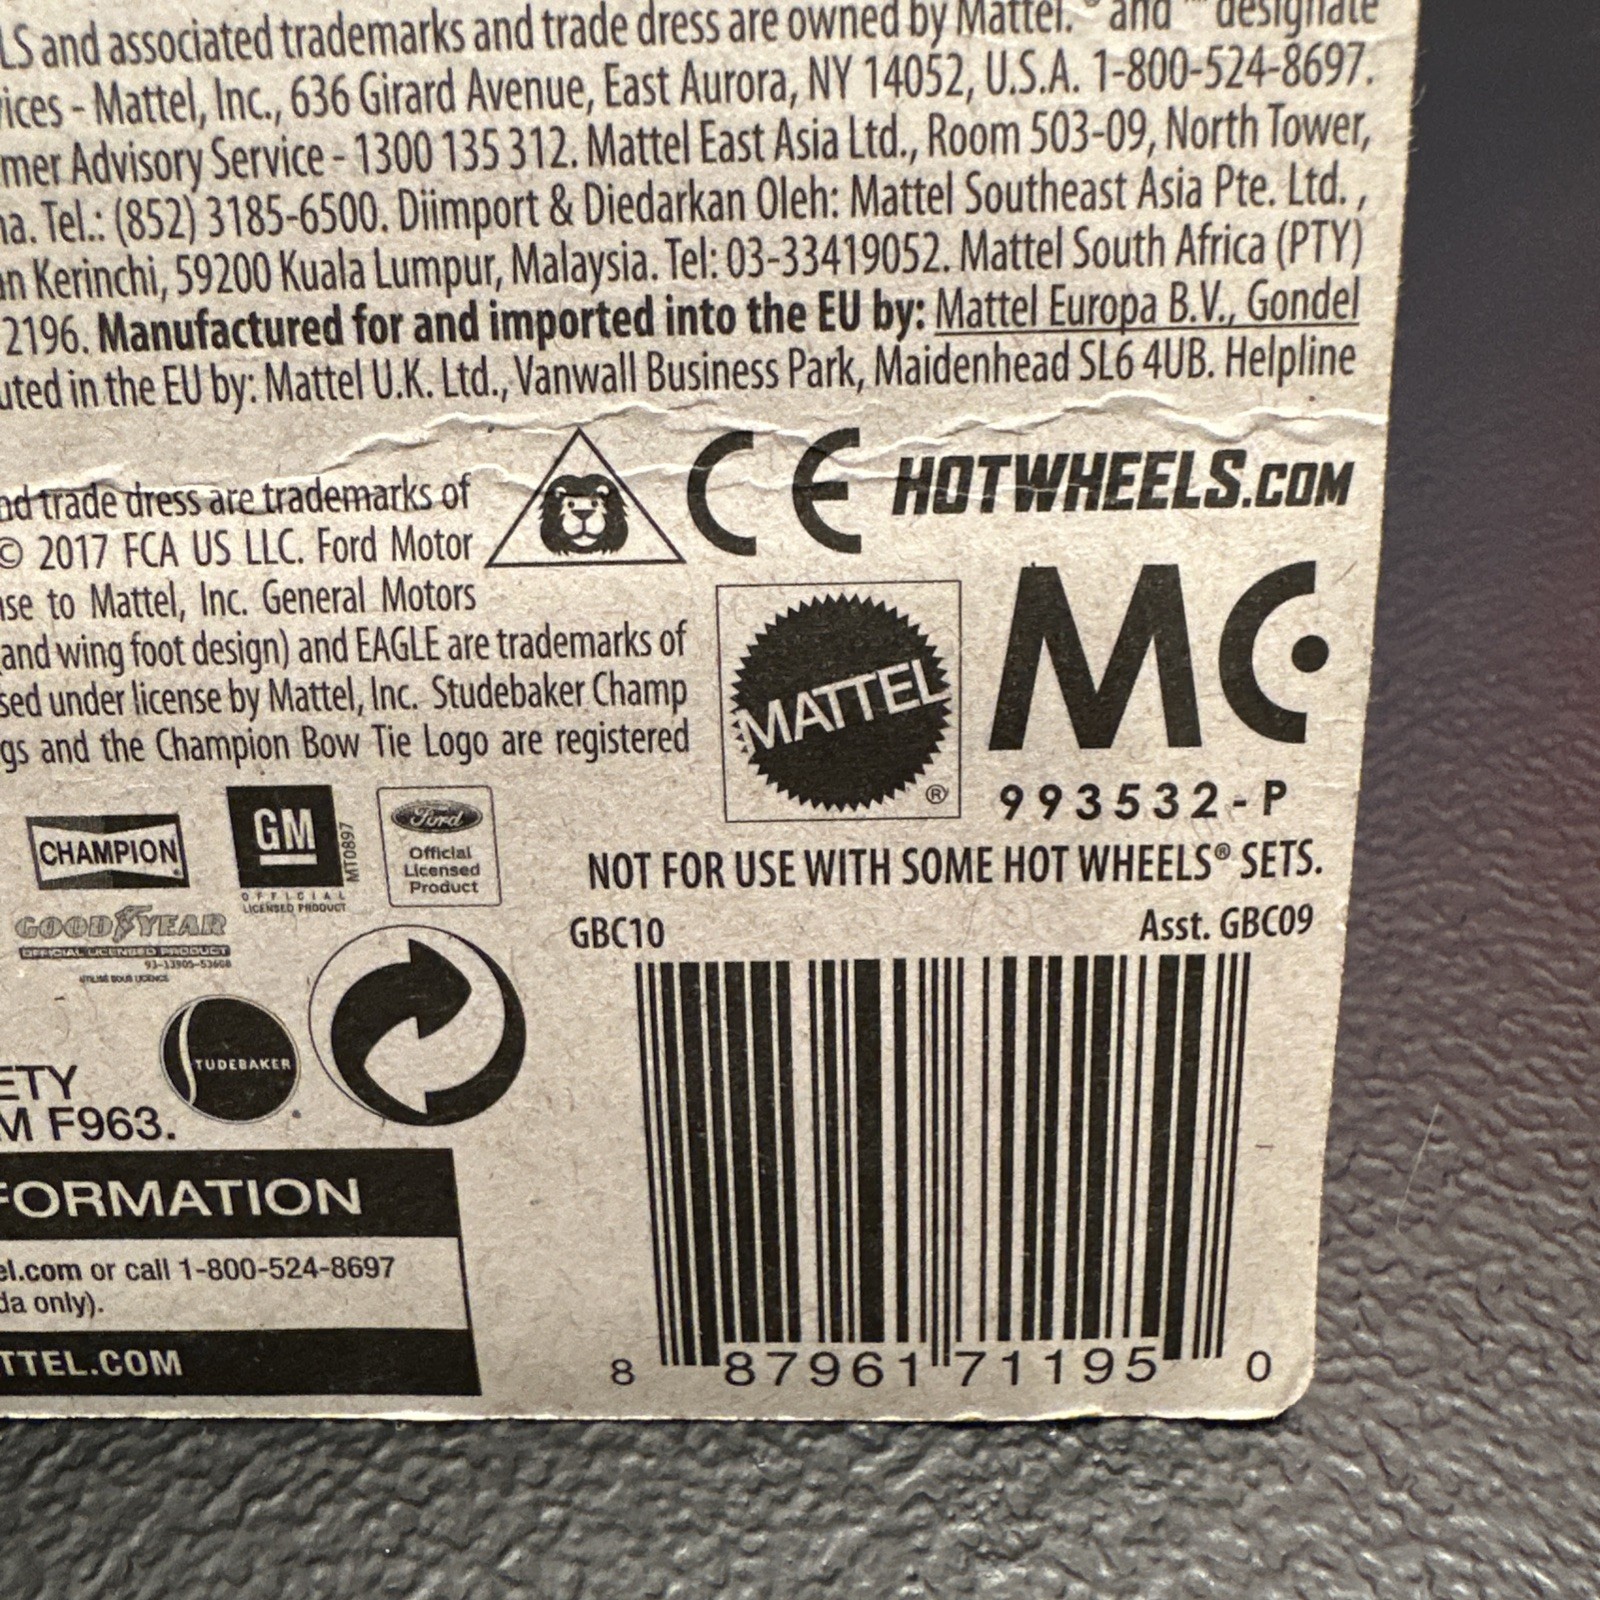 LS and associated trademarks and trade dress are owned by Mattel. ® and ™ designate
ices - Mattel, Inc., 636 Girard Avenue, East Aurora, NY 14052, U.S.A. 1-800-524-8697.
mer Advisory Service - 1300 135 312. Mattel East Asia Ltd., Room 503-09, North Tower,
na. Tel.: (852) 3185-6500. Diimport & Diedarkan Oleh: Mattel Southeast Asia Pte. Ltd. ,
an Kerinchi, 59200 Kuala Lumpur, Malaysia. Tel: 03-33419052. Mattel South Africa (PTY)
2196. Manufactured for and imported into the EU by: Mattel Europa B.V., Gondel
uted in the EU by: Mattel U.K. Ltd., Vanwall Business Park, Maidenhead SL6 4UB. Helpline
nd trade dress are trademarks of
© 2017 FCA US LLC. Ford Motor
nse to Mattel, Inc. General Motors
(and wing foot design) and EAGLE are trademarks of
sed under license by Mattel, Inc. Studebaker Champ
gs and the Champion Bow Tie Logo are registered
CE
HOTWHEELS.COM
MATTEL
®
MC
993532-P
CHAMPION
GM
MT0897
OFFICIAL
LICENSED PRODUCT
Ford
Official
Licensed
Product
NOT FOR USE WITH SOME HOT WHEELS® SETS.
GBC10
Asst. GBC09
GOODYEAR
OFFICIAL LICENSED PRODUCT
93-13905-53608
UTILISÉ SOUS LICENCE
STUDEBAKER
ETY
M F963.
FORMATION
el.com or call 1-800-524-8697
da only).
TTEL.COM
8 87961 71195 0